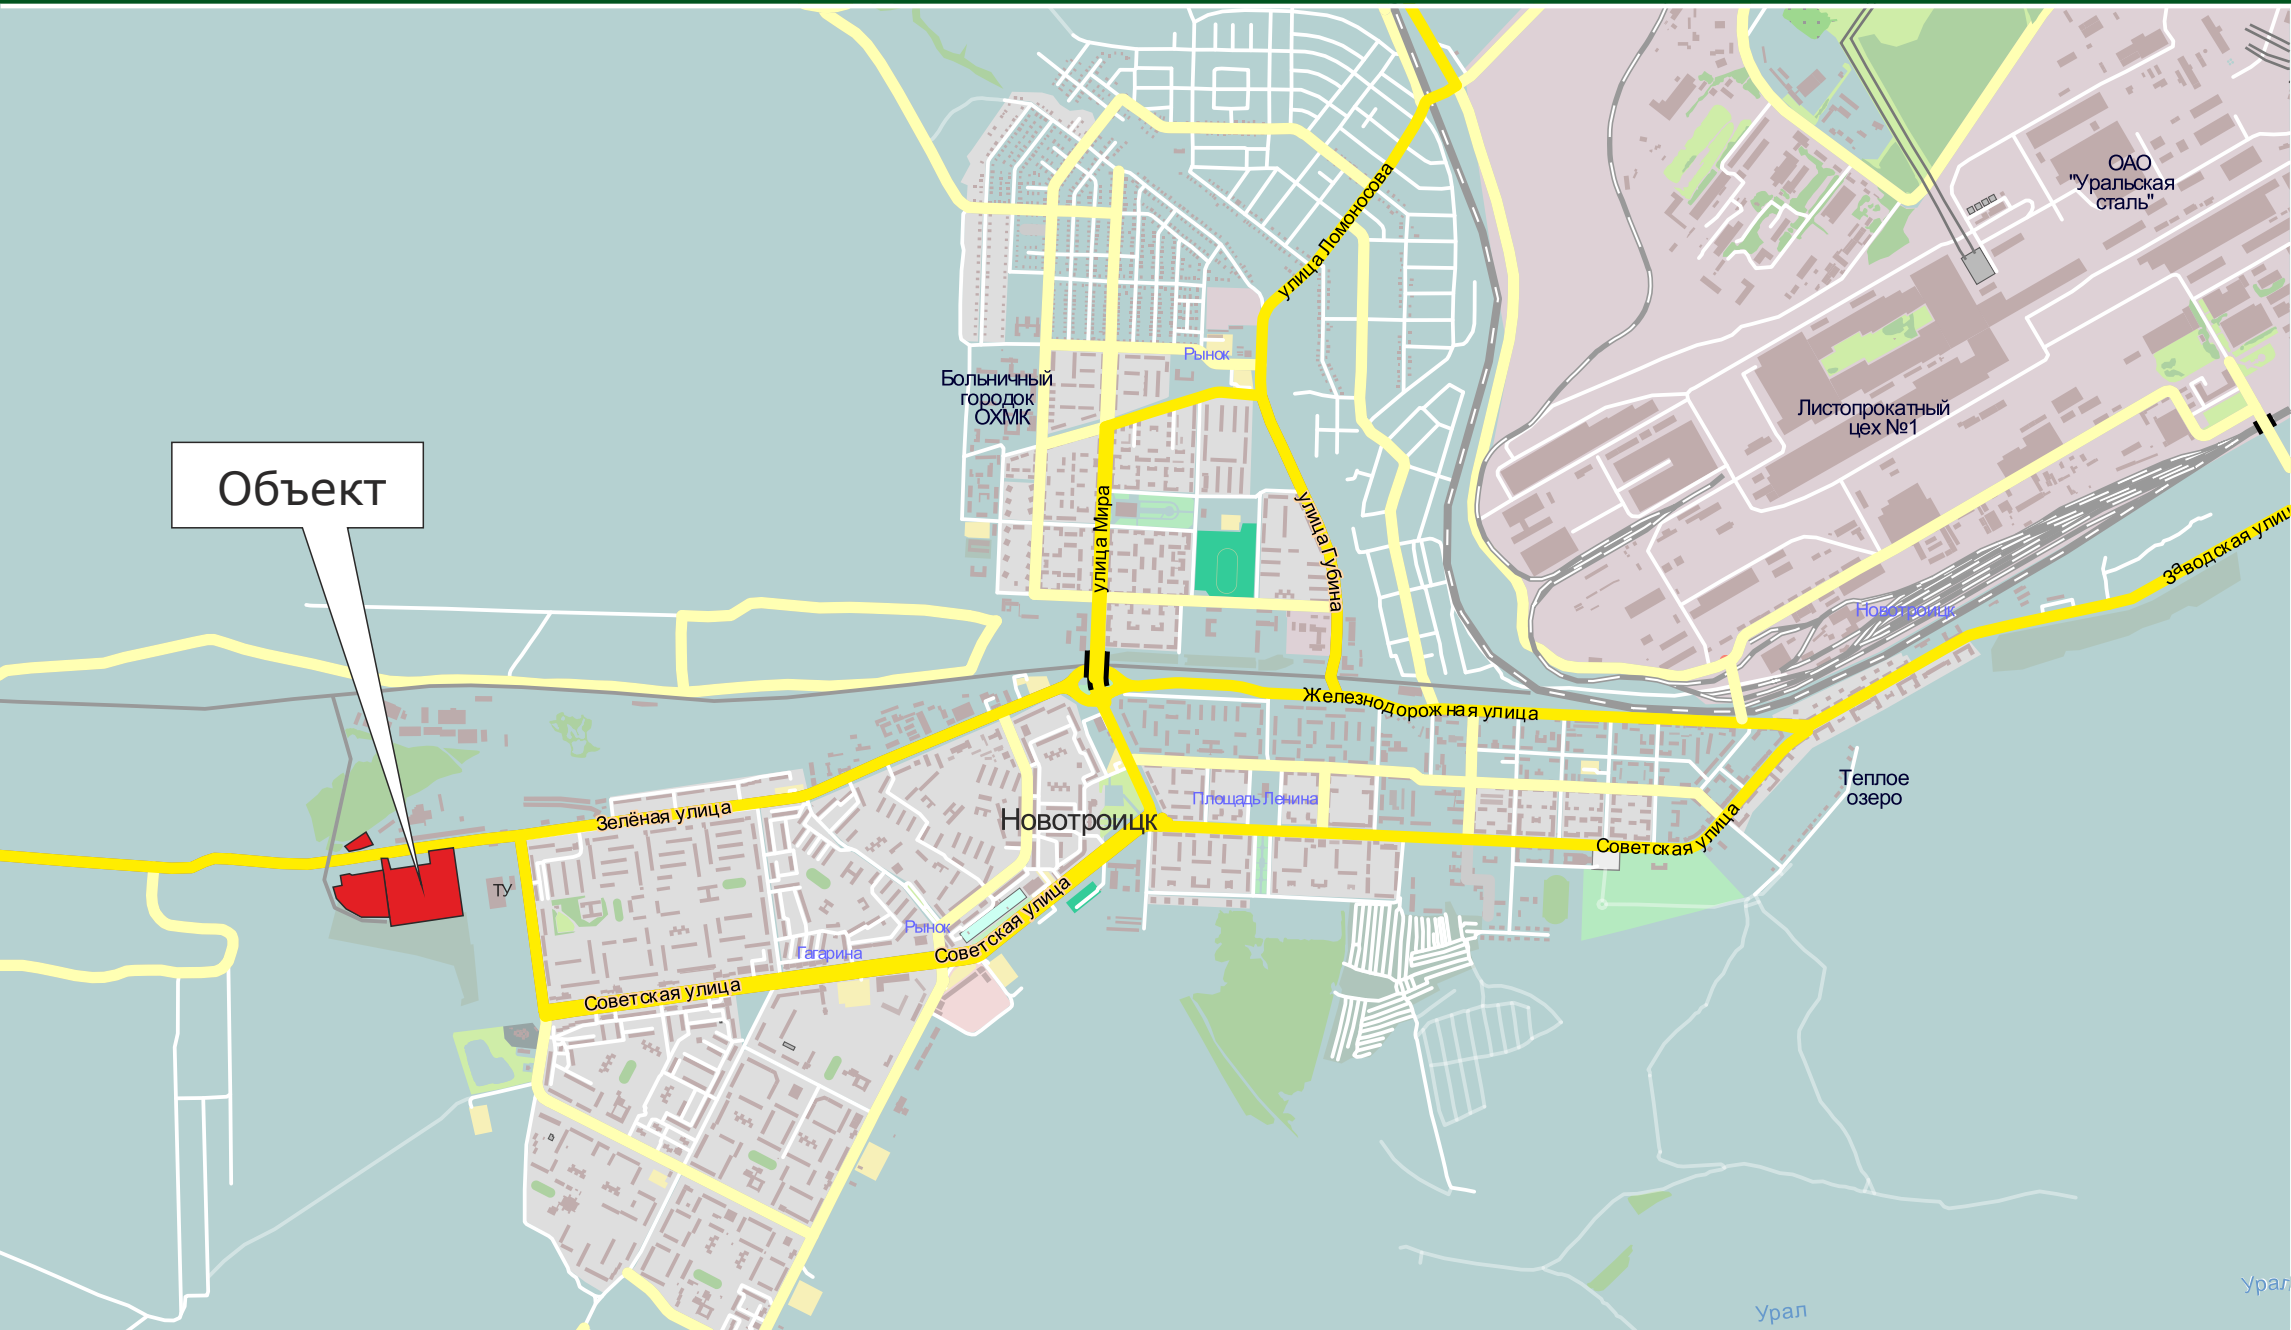 ОАО
"Уральская
сталь"
улица Ломоносова
Рынок
Больничный
городок
ОХМК
Листопрокатный
цех №1
Объект
улица Мира
улица Губина
Заводская улиц
Новотроицк
Железнодорожная улица
Теплое
озеро
Площадь Ленина
Новотроицк
Зелёная улица
Советская улица
ТУ
Советская улица
Рынок
Гагарина
Советская улица
Урал
Урал